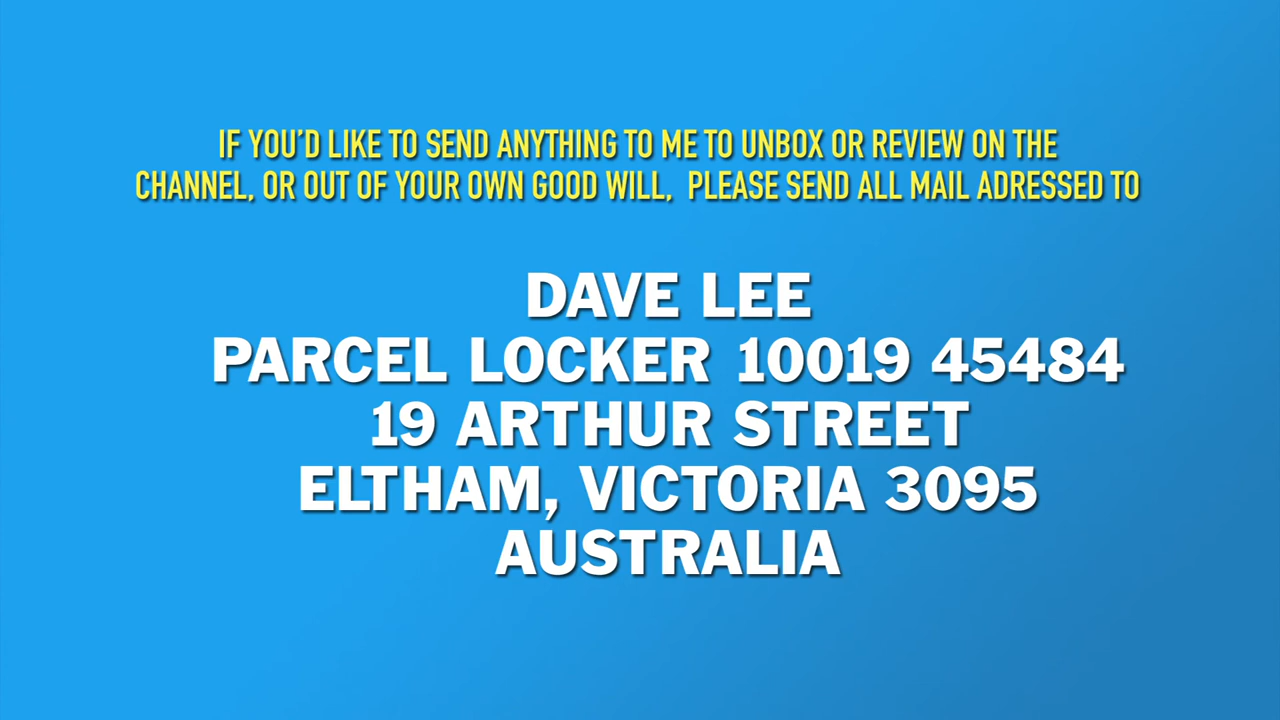 IF YOU'D LIKE TO SEND ANYTHING TO ME TO UNBOX OR REVIEW ON THE
CHANNEL, OR OUT OF YOUR OWN GOOD WILL, PLEASE SEND ALL MAIL ADRESSED TO
DAVE LEE
PARCEL LOCKER 10019 45484
19 ARTHUR STREET
ELTHAM, VICTORIA 3095
AUSTRALIA